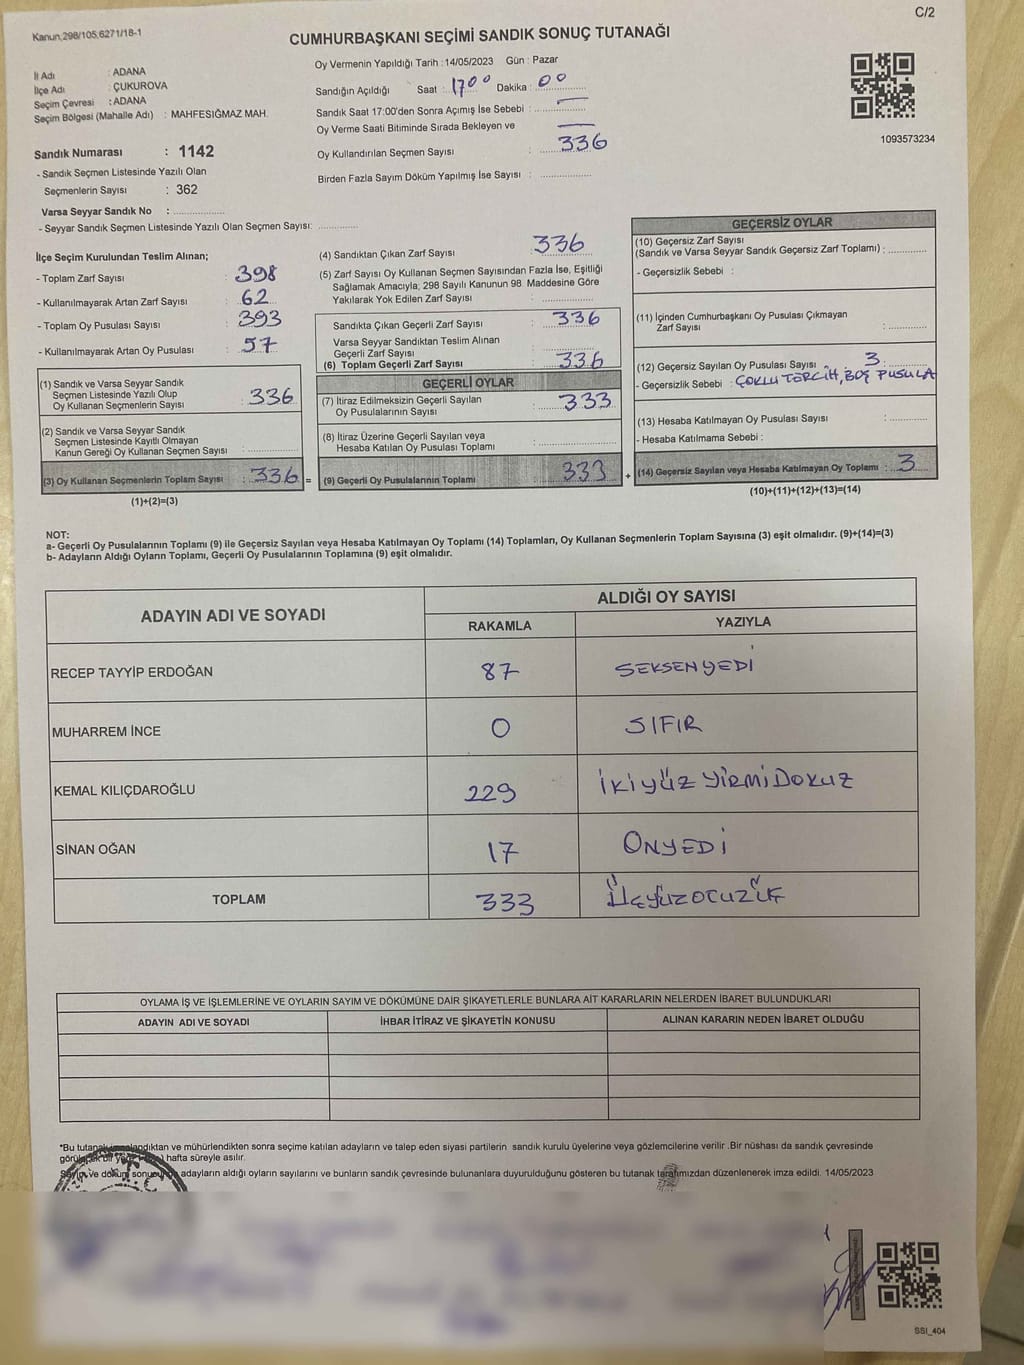 C/2
Kanun,298/105,6271/18-1
CUMHURBAŞKANI SEÇİMİ SANDIK SONUÇ TUTANAĞI
İl Adı : ADANA
İlçe Adı : ÇUKUROVA
Seçim Çevresi : ADANA
Seçim Bölgesi (Mahalle Adı) : MAHFESIĞMAZ MAH.
Sandık Numarası : 1142
- Sandık Seçmen Listesinde Yazılı Olan
Seçmenlerin Sayısı : 362
Varsa Seyyar Sandık No :
- Seyyar Sandık Seçmen Listesinde Yazılı Olan Seçmen Sayısı:
Oy Vermenin Yapıldığı Tarih :14/05/2023 Gün : Pazar
Sandığın Açıldığı Saat : 17⁰⁰ Dakika : 00
Sandık Saat 17:00'den Sonra Açımış İse Sebebi :
Oy Verme Saati Bitiminde Sırada Bekleyen ve
Oy Kullandırılan Seçmen Sayısı : 336
Birden Fazla Sayım Döküm Yapılmış İse Sayısı :
1093573234
İlçe Seçim Kurulundan Teslim Alınan;
- Toplam Zarf Sayısı : 398
- Kullanılmayarak Artan Zarf Sayısı : 62
- Toplam Oy Pusulası Sayısı : 393
- Kullanılmayarak Artan Oy Pusulası : 57
(1) Sandık ve Varsa Seyyar Sandık
Seçmen Listesinde Yazılı Olup
Oy Kullanan Seçmenlerin Sayısı : 336
(2) Sandık ve Varsa Seyyar Sandık
Seçmen Listesinde Kayıtlı Olmayan
Kanun Gereği Oy Kullanan Seçmen Sayısı :
(3) Oy Kullanan Seçmenlerin Toplam Sayısı : 336 =
(1)+(2)=(3)
(4) Sandıktan Çıkan Zarf Sayısı : 336
(5) Zarf Sayısı Oy Kullanan Seçmen Sayısından Fazla İse, Eşitliği
Sağlamak Amacıyla, 298 Sayılı Kanunun 98 Maddesine Göre
Yakılarak Yok Edilen Zarf Sayısı :
Sandıkta Çıkan Geçerli Zarf Sayısı : 336
Varsa Seyyar Sandıktan Teslim Alınan
Geçerli Zarf Sayısı :
(6) Toplam Geçerli Zarf Sayısı : 336
GEÇERLİ OYLAR
(7) İtiraz Edilmeksizin Geçerli Sayılan
Oy Pusulalarının Sayısı : 333
(8) İtiraz Üzerine Geçerli Sayılan veya
Hesaba Katılan Oy Pusulası Toplamı :
(9) Geçerli Oy Pusulalarının Toplamı : 333 +
GEÇERSİZ OYLAR
(10) Geçersiz Zarf Sayısı
(Sandık ve Varsa Seyyar Sandık Geçersiz Zarf Toplamı) :
- Geçersizlik Sebebi :
(11) İçinden Cumhurbaşkanı Oy Pusulası Çıkmayan
Zarf Sayısı :
(12) Geçersiz Sayılan Oy Pusulası Sayısı : 3
- Geçersizlik Sebebi : ÇOKLU TERCİH, BOŞ PUSULA
(13) Hesaba Katılmayan Oy Pusulası Sayısı :
- Hesaba Katılmama Sebebi :
(14) Geçersiz Sayılan veya Hesaba Katılmayan Oy Toplamı : 3
(10)+(11)+(12)+(13)=(14)
NOT:
a- Geçerli Oy Pusulalarının Toplamı (9) ile Geçersiz Sayılan veya Hesaba Katılmayan Oy Toplamı (14) Toplamları, Oy Kullanan Seçmenlerin Toplam Sayısına (3) eşit olmalıdır. (9)+(14)=(3)
b- Adayların Aldığı Oyların Toplamı, Geçerli Oy Pusulalarının Toplamına (9) eşit olmalıdır.
ADAYIN ADI VE SOYADI
ALDIĞI OY SAYISI
RAKAMLA YAZIYLA
RECEP TAYYİP ERDOĞAN 87 SEKSENYEDİ
MUHARREM İNCE 0 SIFIR
KEMAL KILIÇDAROĞLU 229 İKİYÜZ YİRMİDOKUZ
SİNAN OĞAN 17 ONYEDİ
TOPLAM 333 ÜÇYÜZOTUZÜÇ
OYLAMA İŞ VE İŞLEMLERİNE VE OYLARIN SAYIM VE DÖKÜMÜNE DAİR ŞİKAYETLERLE BUNLARA AİT KARARLARIN NELERDEN İBARET BULUNDUKLARI
ADAYIN ADI VE SOYADI İHBAR İTİRAZ VE ŞİKAYETİN KONUSU ALINAN KARARIN NEDEN İBARET OLDUĞU
*Bu tutanak ve mühürlendikten sonra seçime katılan adayların ve talep eden siyasi partilerin sandık kurulu üyelerine veya gözlemcilerine verilir .Bir nüshası da sandık çevresinde
hafta süreyle asılır.
Sayım ve döküm adayların aldığı oyların sayılarını ve bunların sandık çevresinde bulunanlara duyurulduğunu gösteren bu tutanak tarafımızdan düzenlenerek imza edildi. 14/05/2023
SSI_404